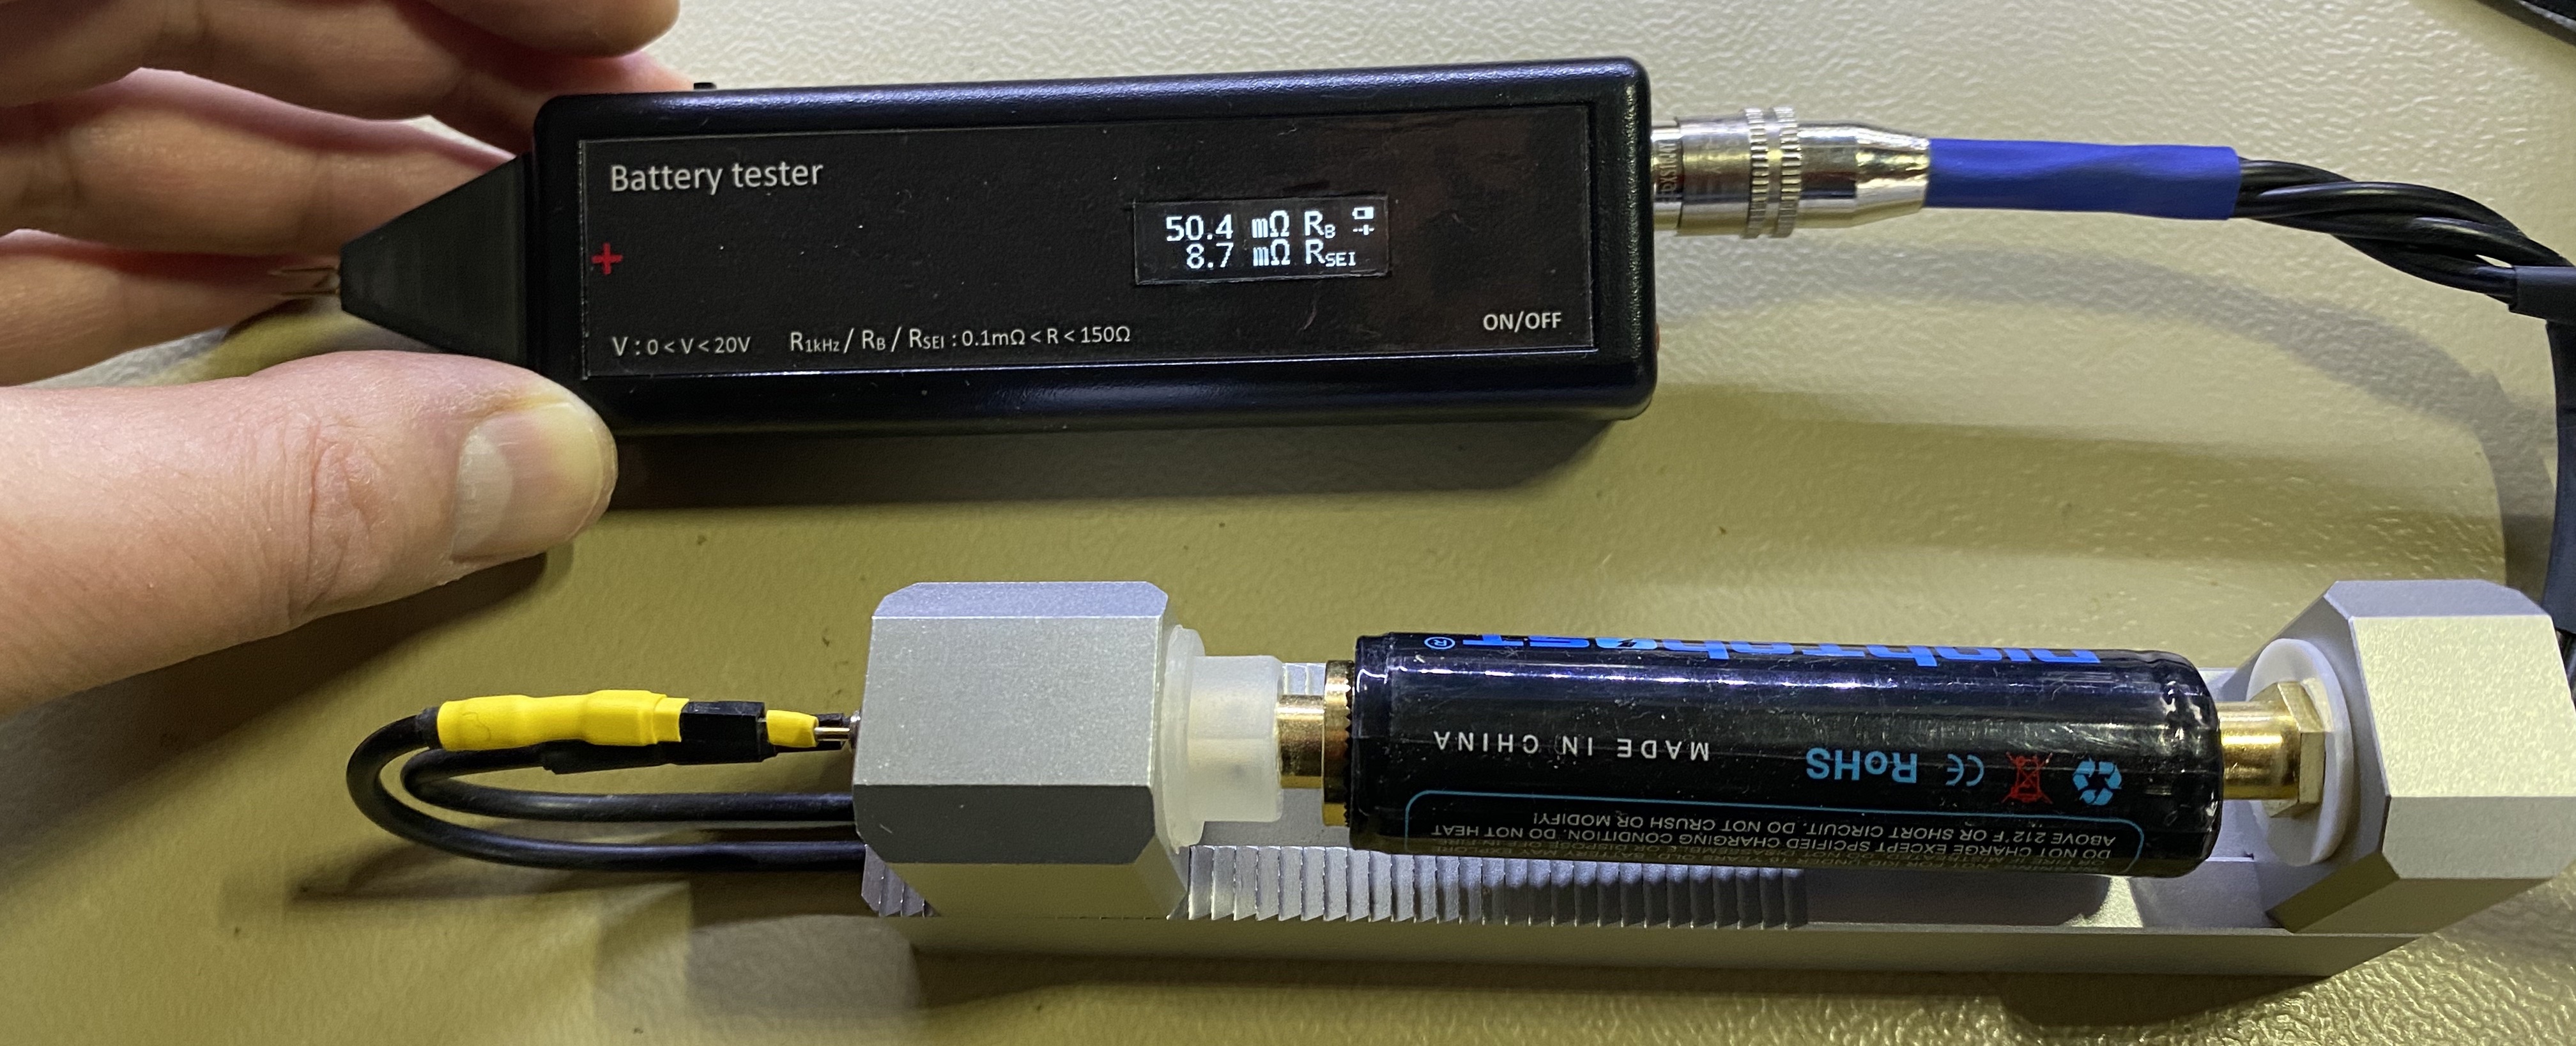 Battery tester
50.4 mΩ RB
8.7 mΩ RSEI
+
V : 0 < V < 20V R1kHz / RB / RSEI : 0.1mΩ < R < 150Ω
ON/OFF
®
MADE IN CHINA
CE RoHS
DO NOT CHARGE EXCEPT SPCIFIED CHARGING CONDITION. DO NOT HEAT
ABOVE 212°F OR SHORT CIRCUIT. DO NOT CRUSH OR MODIFY!